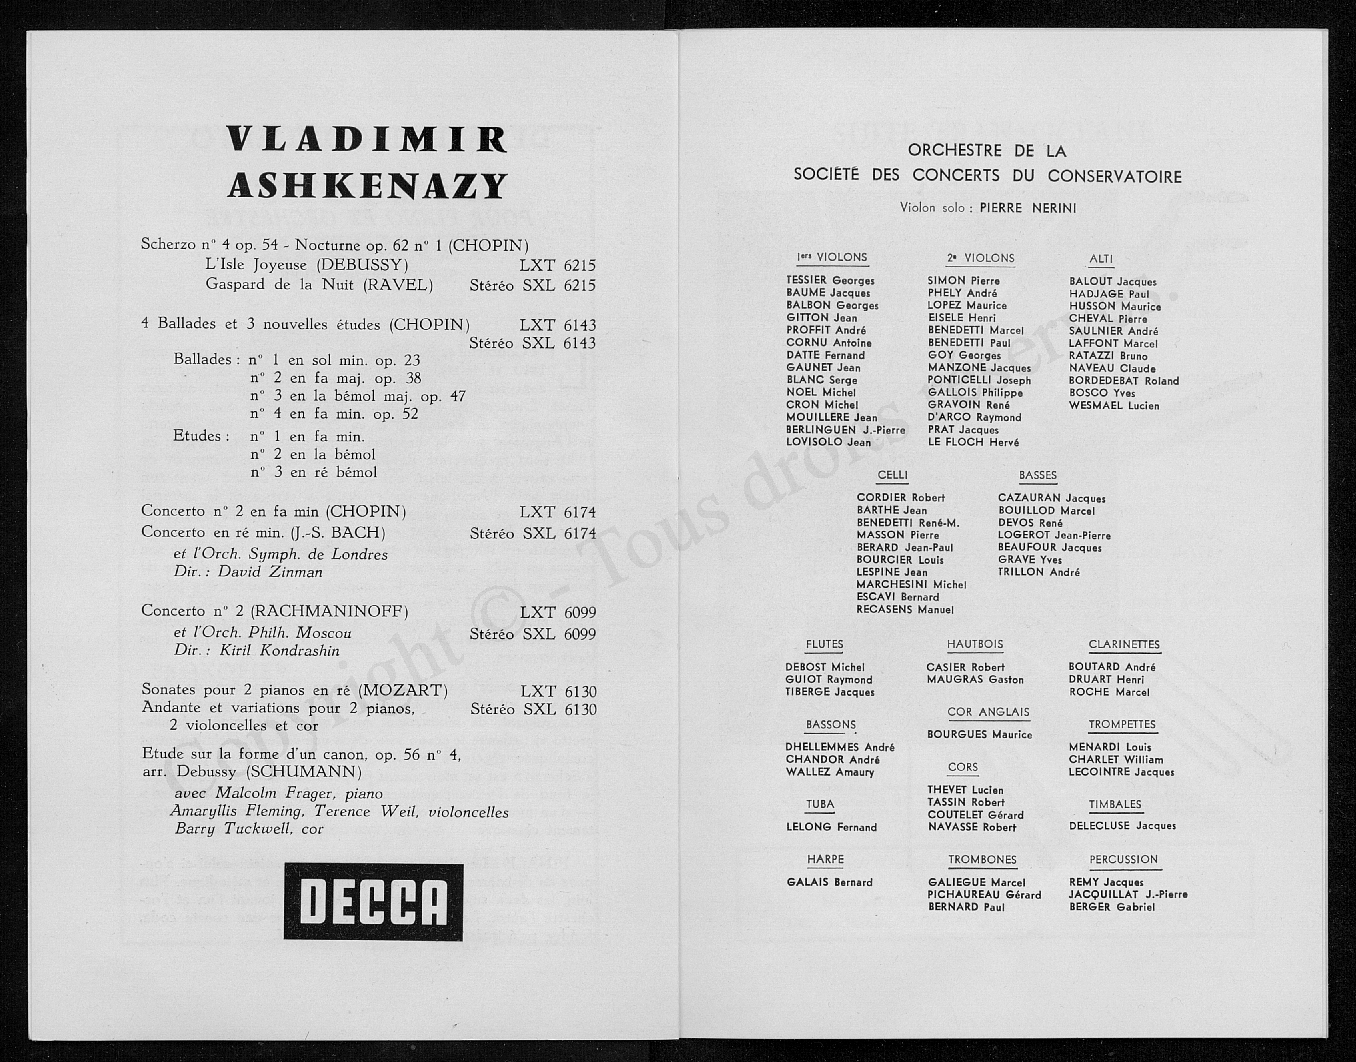 VLADIMIR
ASHKENAZY
Scherzo n° 4 op. 54 - Nocturne op. 62 n° 1 (CHOPIN)
L'Isle Joyeuse (DEBUSSY) LXT 6215
Gaspard de la Nuit (RAVEL) Stéréo SXL 6215
4 Ballades et 3 nouvelles études (CHOPIN) LXT 6143
Stéréo SXL 6143
Ballades : n° 1 en sol min. op. 23
n° 2 en fa maj. op. 38
n° 3 en la bémol maj. op. 47
n° 4 en fa min. op. 52
Etudes : n° 1 en fa min.
n° 2 en la bémol
n° 3 en ré bémol
Concerto n° 2 en fa min (CHOPIN) LXT 6174
Concerto en ré min. (J.-S. BACH) Stéréo SXL 6174
et l'Orch. Symph. de Londres
Dir. : David Zinman
Concerto n° 2 (RACHMANINOFF) LXT 6099
et l'Orch. Philh. Moscou Stéréo SXL 6099
Dir. : Kiril Kondrashin
Sonates pour 2 pianos en ré (MOZART) LXT 6130
Andante et variations pour 2 pianos, Stéréo SXL 6130
2 violoncelles et cor
Etude sur la forme d'un canon, op. 56 n° 4,
arr. Debussy (SCHUMANN)
avec Malcolm Frager, piano
Amaryllis Fleming, Terence Weil, violoncelles
Barry Tuckwell, cor
DECCA
ORCHESTRE DE LA
SOCIÉTÉ DES CONCERTS DU CONSERVATOIRE
Violon solo : PIERRE NERINI
1ers VIOLONS
TESSIER Georges
BAUME Jacques
BALBON Georges
GITTON Jean
PROFFIT André
CORNU Antoine
DATTE Fernand
GAUNET Jean
BLANC Serge
NOEL Michel
CRON Michel
MOUILLERE Jean
BERLINGUEN J.-Pierre
LOVISOLO Jean
2e VIOLONS
SIMON Pierre
PHELY André
LOPEZ Maurice
EISELE Henri
BENEDETTI Marcel
BENEDETTI Paul
GOY Georges
MANZONE Jacques
PONTICELLI Joseph
GALLOIS Philippe
GRAVOIN René
D'ARCO Raymond
PRAT Jacques
LE FLOCH Hervé
ALTI
BALOUT Jacques
HADJAGE Paul
HUSSON Maurice
CHEVAL Pierre
SAULNIER André
LAFFONT Marcel
RATAZZI Bruno
NAVEAU Claude
BORDEDEBAT Roland
BOSCO Yves
WESMAEL Lucien
CELLI
CORDIER Robert
BARTHE Jean
BENEDETTI René-M.
MASSON Pierre
BERARD Jean-Paul
BOURCIER Louis
LESPINE Jean
MARCHESINI Michel
ESCAVI Bernard
RECASENS Manuel
BASSES
CAZAURAN Jacques
BOUILLOD Marcel
DEVOS René
LOGEROT Jean-Pierre
BEAUFOUR Jacques
GRAVE Yves
TRILLON André
FLUTES
DEBOST Michel
GUIOT Raymond
TIBERGE Jacques
HAUTBOIS
CASIER Robert
MAUGRAS Gaston
CLARINETTES
BOUTARD André
DRUART Henri
ROCHE Marcel
BASSONS
DHELLEMMES André
CHANDOR André
WALLEZ Amaury
COR ANGLAIS
BOURGUES Maurice
TROMPETTES
MENARDI Louis
CHARLET William
LECOINTRE Jacques
CORS
THEVET Lucien
TASSIN Robert
COUTELET Gérard
NAVASSE Robert
TUBA
LELONG Fernand
TIMBALES
DELECLUSE Jacques
HARPE
GALAIS Bernard
TROMBONES
GALIEGUE Marcel
PICHAUREAU Gérard
BERNARD Paul
PERCUSSION
REMY Jacques
JACQUILLAT J.-Pierre
BERGER Gabriel
Copyright © - Tous droits